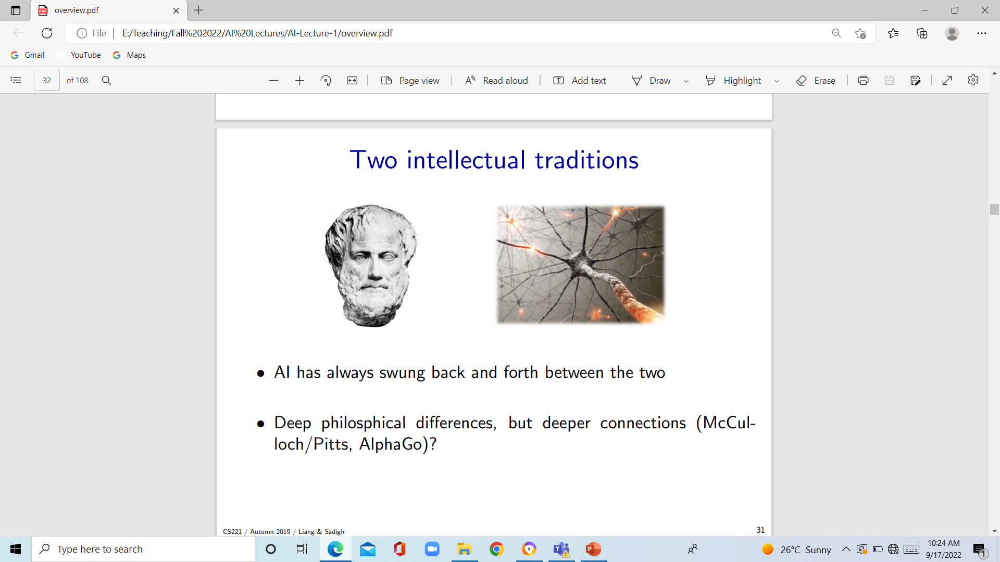 overview.pdf
File
E:/Teaching/Fall%202022/AI%20Lectures/AI-Lecture-1/overview.pdf
Gmail YouTube Maps
32 of 108 Page view Read aloud Add text Draw Highlight Erase
Two intellectual traditions
• AI has always swung back and forth between the two
• Deep philosphical differences, but deeper connections (McCul-
loch/Pitts, AlphaGo)?
CS221 / Autumn 2019 / Liang & Sadigh 31
Type here to search
26°C Sunny
10:24 AM
9/17/2022
1